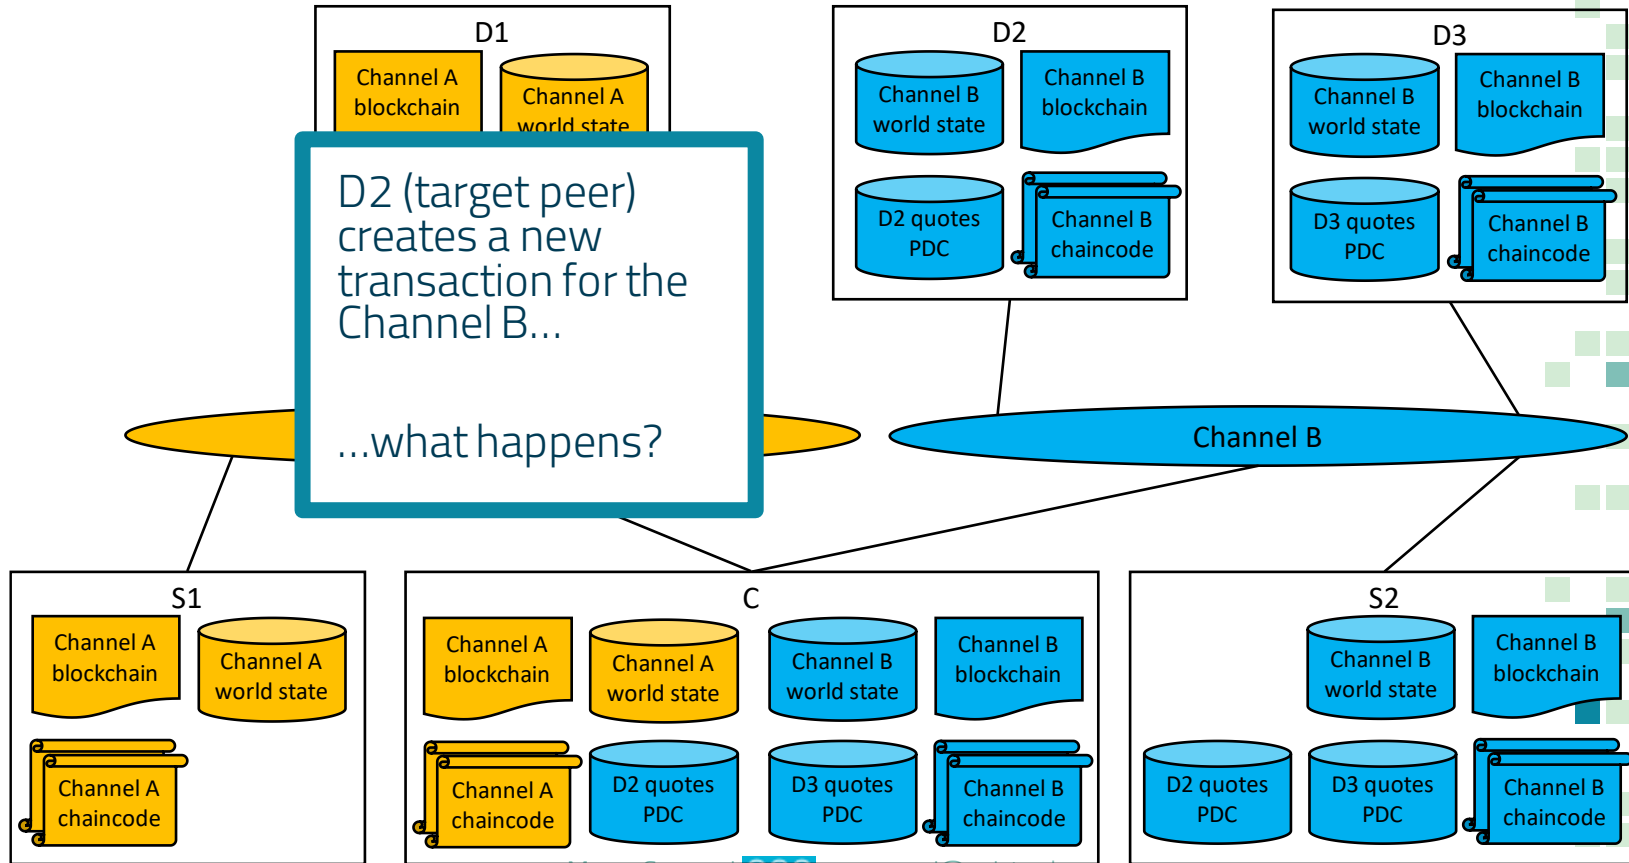 D1
Channel A
blockchain
Channel A
world state
D2
Channel B
world state
Channel B
blockchain
D2 quotes
PDC
Channel B
chaincode
D3
Channel B
world state
Channel B
blockchain
D3 quotes
PDC
Channel B
chaincode
D2 (target peer)
creates a new
transaction for the
Channel B...
...what happens?
Channel B
S1
Channel A
blockchain
Channel A
world state
Channel A
chaincode
C
Channel A
blockchain
Channel A
world state
Channel B
world state
Channel B
blockchain
Channel A
chaincode
D2 quotes
PDC
D3 quotes
PDC
Channel B
chaincode
S2
Channel B
world state
Channel B
blockchain
D2 quotes
PDC
D3 quotes
PDC
Channel B
chaincode